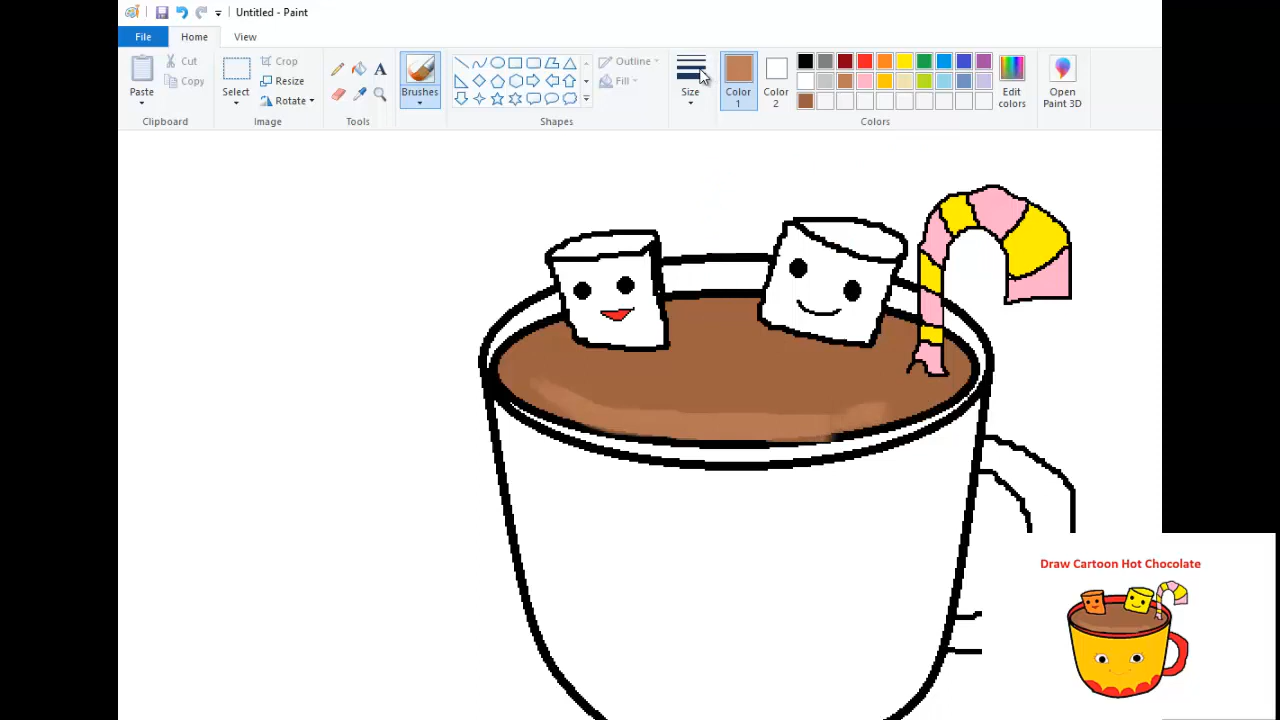 Untitled - Paint
File Home View
Paste
Cut
Copy
Clipboard
Select
Crop
Resize
Rotate
Image
A
Tools
Brushes
Outline
Fill
Shapes
Size
Color 1
Color 2
Edit colors
Colors
Open Paint 3D
Draw Cartoon Hot Chocolate